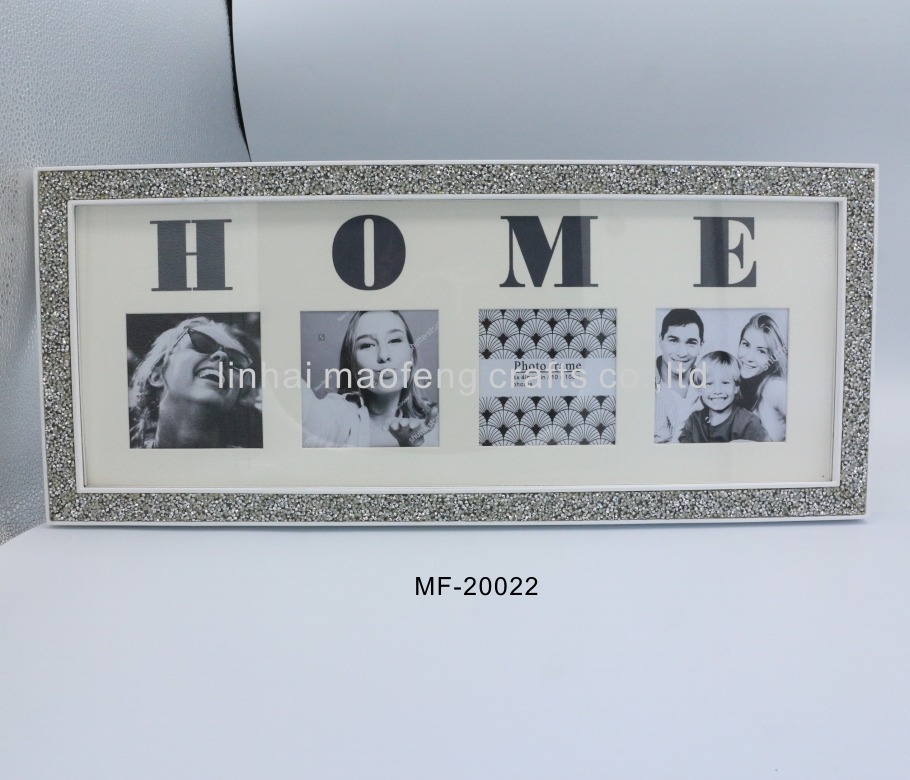 H O M E
Photo frame
linhai maofeng crafts co.,ltd
MF-20022